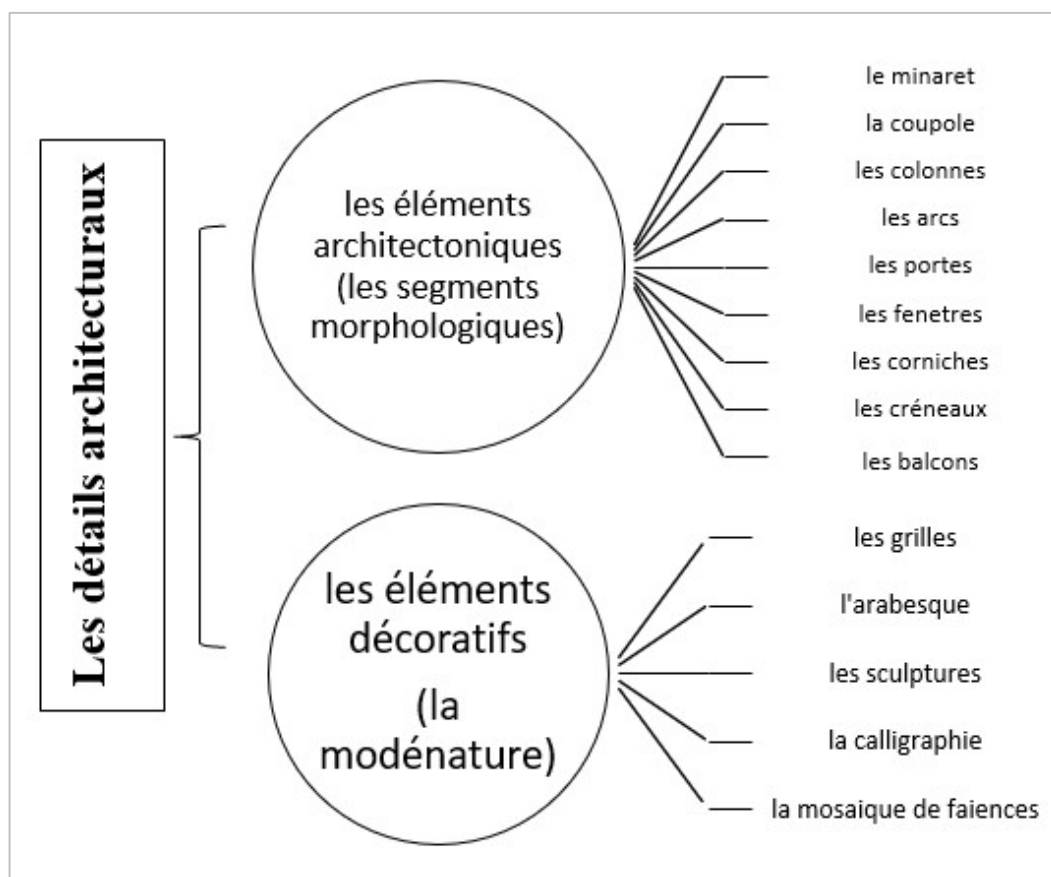 Les détails architecturaux
les éléments
architectoniques
(les segments
morphologiques)
le minaret
la coupole
les colonnes
les arcs
les portes
les fenetres
les corniches
les créneaux
les balcons
les éléments
décoratifs
(la
modénature)
les grilles
l'arabesque
les sculptures
la calligraphie
la mosaique de faiences